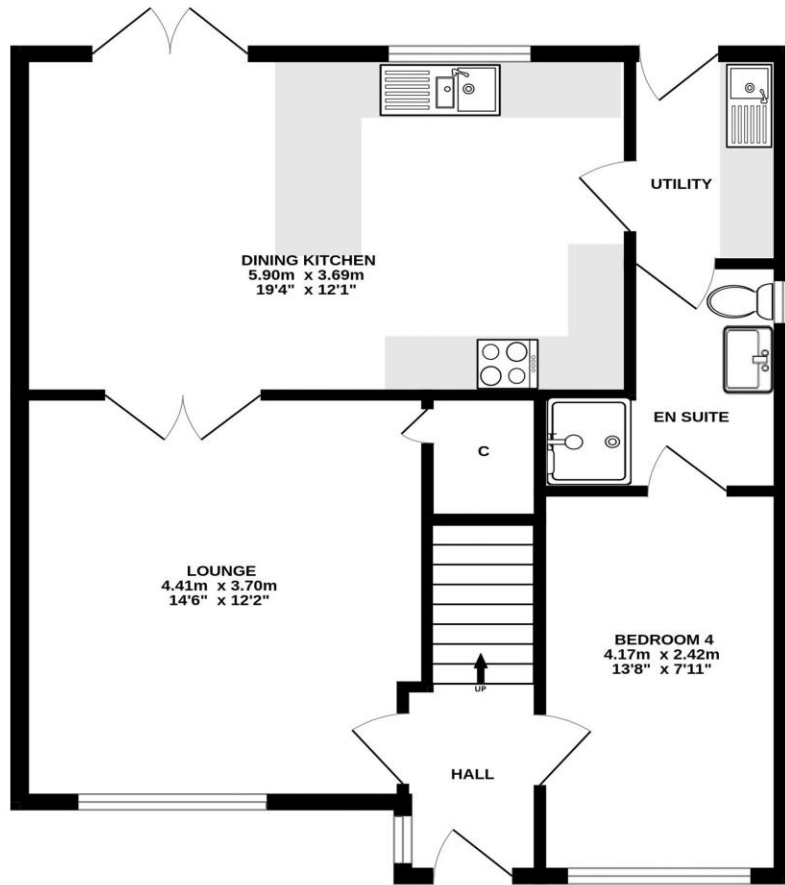 UTILITY
DINING KITCHEN
5.90m x 3.69m
19'4" x 12'1"
EN SUITE
C
LOUNGE
4.41m x 3.70m
14'6" x 12'2"
BEDROOM 4
4.17m x 2.42m
13'8" x 7'11"
UP
HALL